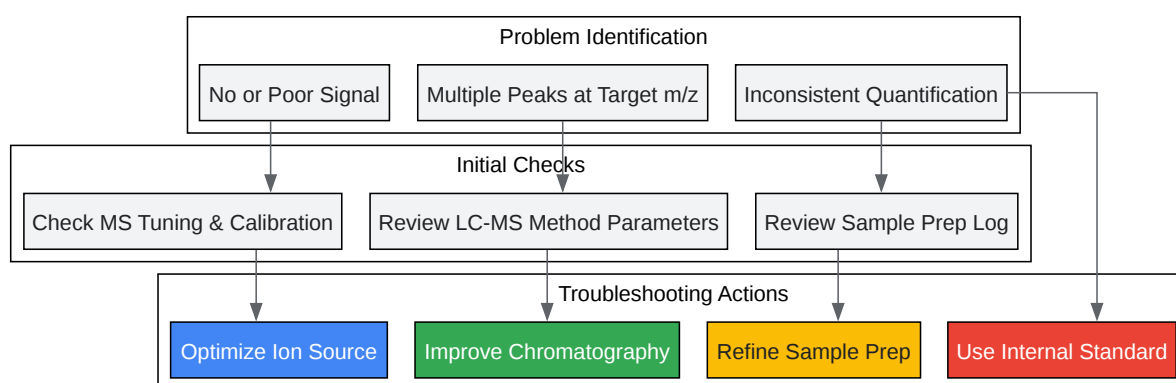 Problem Identification
No or Poor Signal
Multiple Peaks at Target m/z
Inconsistent Quantification
Initial Checks
Check MS Tuning & Calibration
Review LC-MS Method Parameters
Review Sample Prep Log
Troubleshooting Actions
Optimize Ion Source
Improve Chromatography
Refine Sample Prep
Use Internal Standard